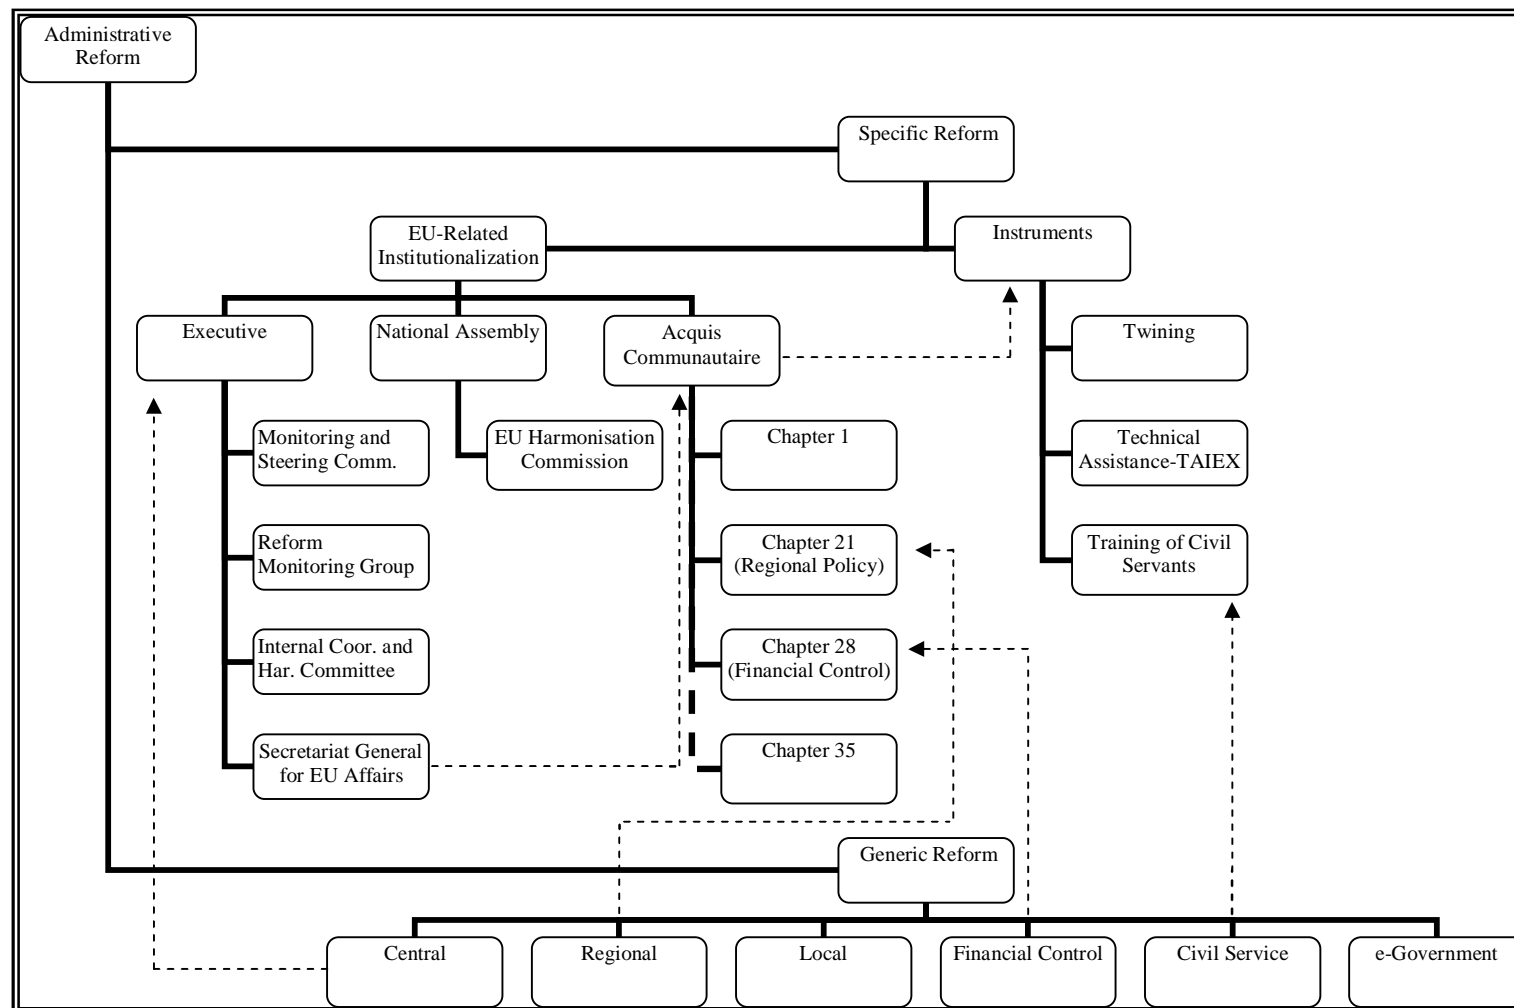 Administrative
Reform
Specific Reform
EU-Related
Institutionalization
Instruments
Executive
National Assembly
Acquis
Communautaire
Twining
Monitoring and
Steering Comm.
EU Harmonisation
Commission
Chapter 1
Technical
Assistance-TAIEX
Reform
Monitoring Group
Chapter 21
(Regional Policy)
Training of Civil
Servants
Internal Coor. and
Har. Committee
Chapter 28
(Financial Control)
Secretariat General
for EU Affairs
Chapter 35
Generic Reform
Central
Regional
Local
Financial Control
Civil Service
e-Government